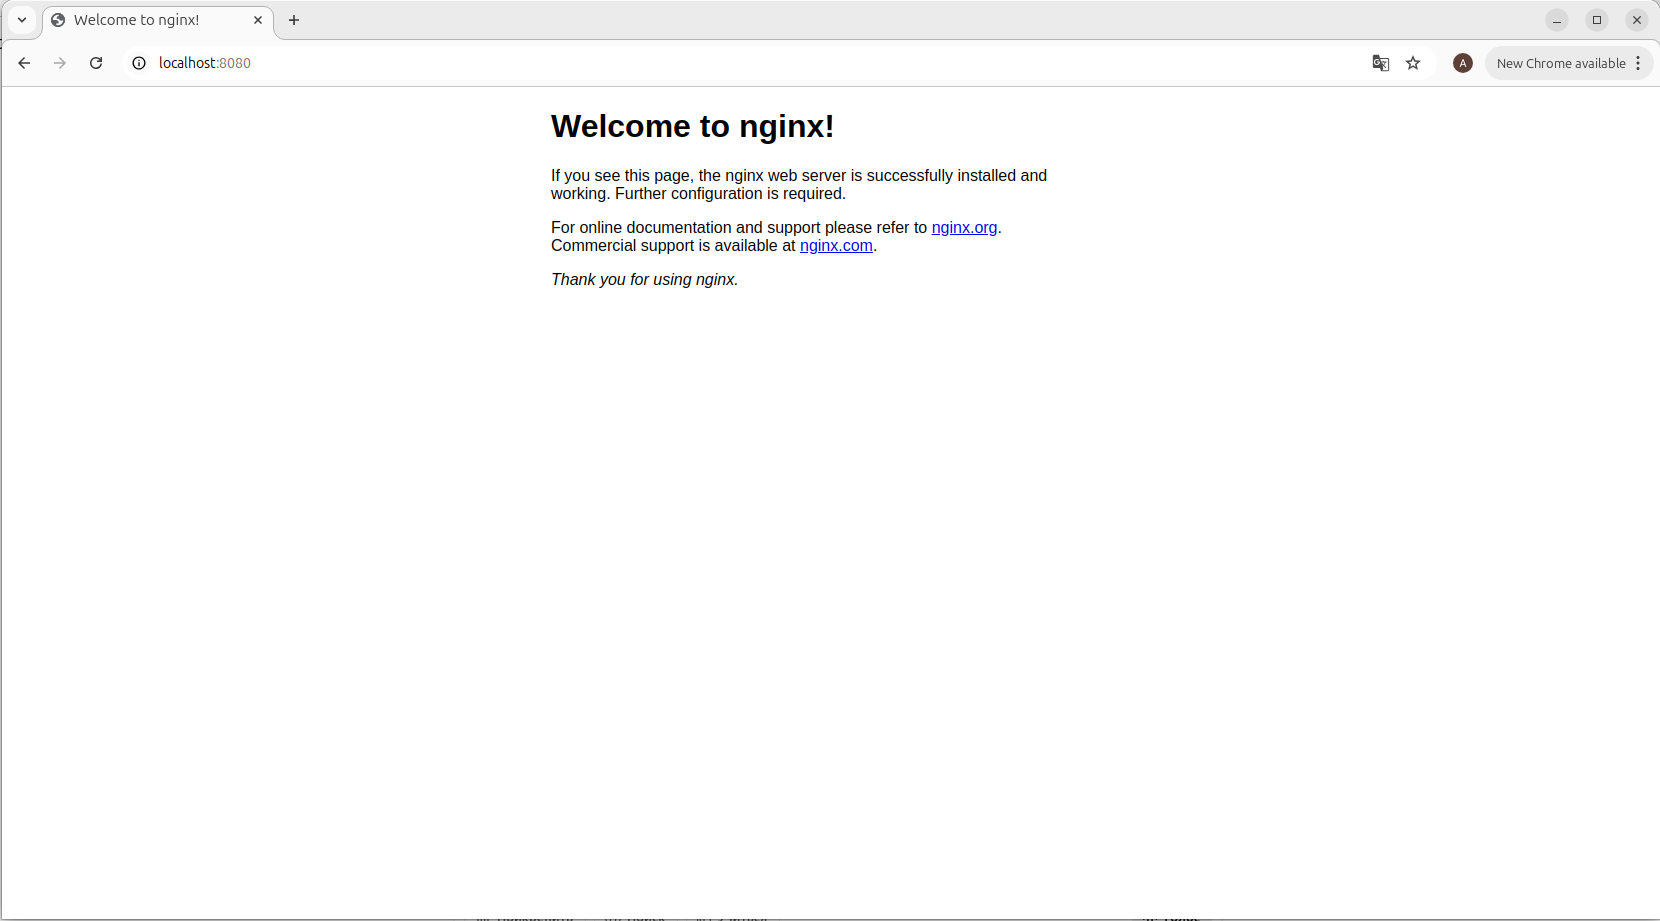 Welcome to nginx!
localhost:8080
A
New Chrome available
Welcome to nginx!
If you see this page, the nginx web server is successfully installed and
working. Further configuration is required.
For online documentation and support please refer to nginx.org.
Commercial support is available at nginx.com.
Thank you for using nginx.